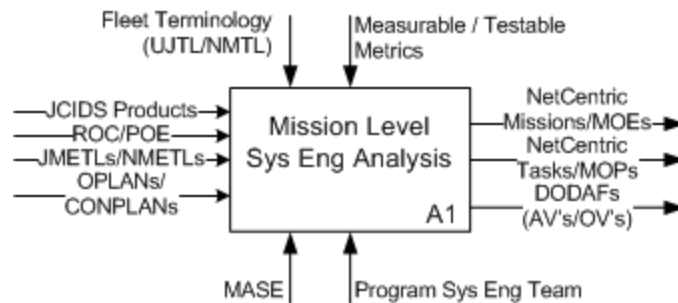 Fleet Terminology
(UJTL/NMTL)
Measurable / Testable
Metrics
JCIDS Products
ROC/POE
JMETLs/NMETLs
OPLANs/
CONPLANs
Mission Level
Sys Eng Analysis
A1
NetCentric
Missions/MOEs
NetCentric
Tasks/MOPs
DODAFs
(AV's/OV's)
MASE
Program Sys Eng Team